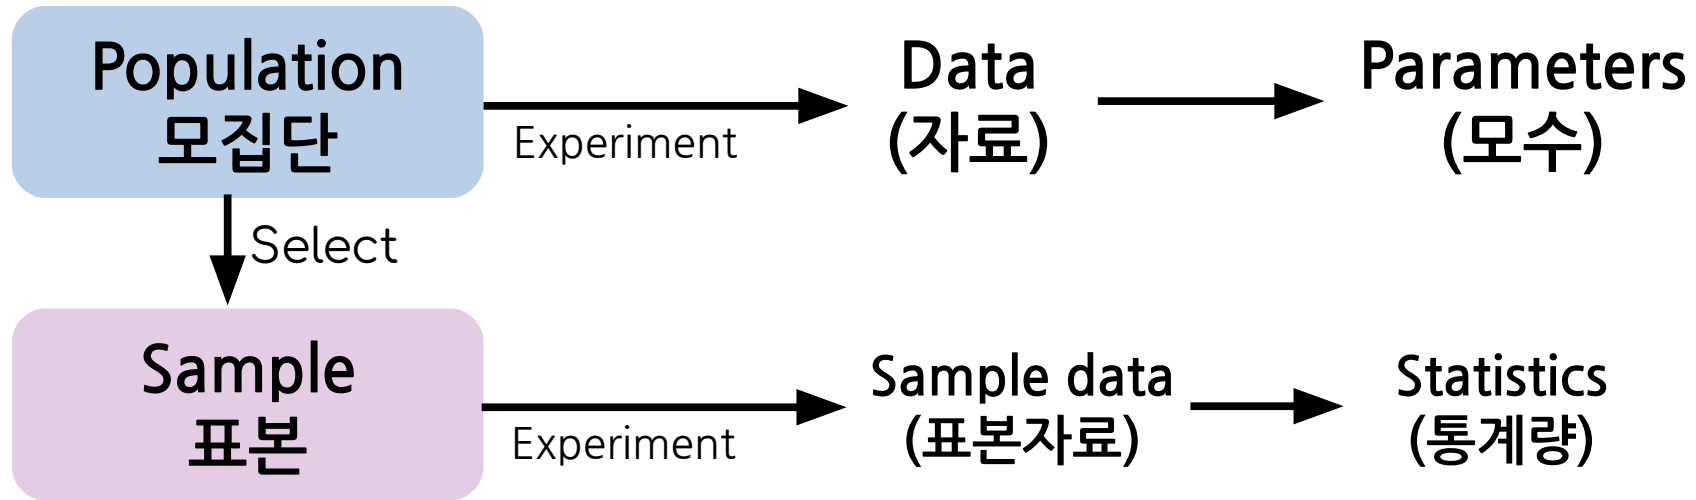 Population
모집단
Experiment
Data
(자료)
Parameters
(모수)
Select
Sample
표본
Experiment
Sample data
(표본자료)
Statistics
(통계량)